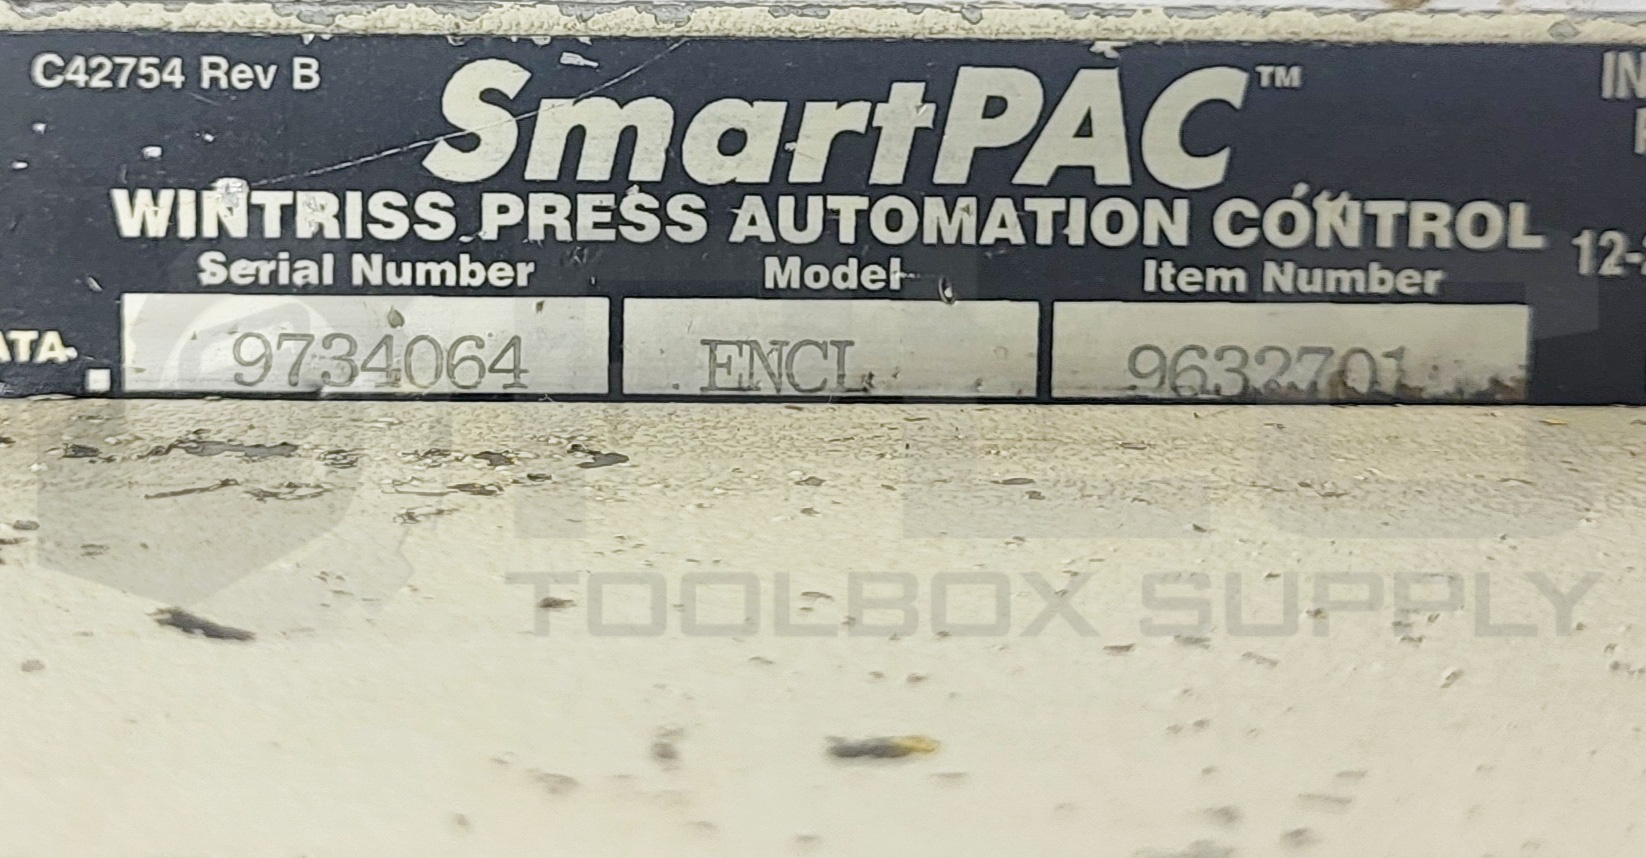 C42754 Rev B
SmartPAC™
WINTRISS PRESS AUTOMATION CONTROL
Serial Number Model Item Number
9734064 ENCL 9632701
TOOLBOX SUPPLY